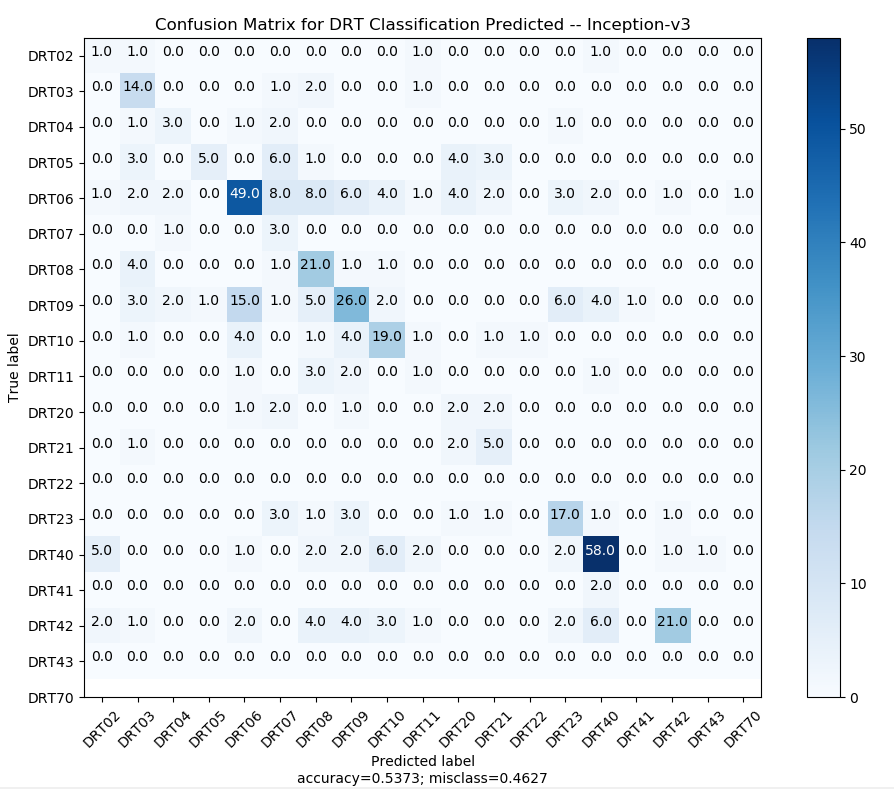 Confusion Matrix for DRT Classification Predicted -- Inception-v3
DRT02 1.0 1.0 0.0 0.0 0.0 0.0 0.0 0.0 0.0 1.0 0.0 0.0 0.0 0.0 1.0 0.0 0.0 0.0 0.0
DRT03 0.0 14.0 0.0 0.0 0.0 1.0 2.0 0.0 0.0 1.0 0.0 0.0 0.0 0.0 0.0 0.0 0.0 0.0 0.0
DRT04 0.0 1.0 3.0 0.0 1.0 2.0 0.0 0.0 0.0 0.0 0.0 0.0 0.0 1.0 0.0 0.0 0.0 0.0 0.0
DRT05 0.0 3.0 0.0 5.0 0.0 6.0 1.0 0.0 0.0 0.0 4.0 3.0 0.0 0.0 0.0 0.0 0.0 0.0 0.0
DRT06 1.0 2.0 2.0 0.0 49.0 8.0 8.0 6.0 4.0 1.0 4.0 2.0 0.0 3.0 2.0 0.0 1.0 0.0 1.0
DRT07 0.0 0.0 1.0 0.0 0.0 3.0 0.0 0.0 0.0 0.0 0.0 0.0 0.0 0.0 0.0 0.0 0.0 0.0 0.0
DRT08 0.0 4.0 0.0 0.0 0.0 1.0 21.0 1.0 1.0 0.0 0.0 0.0 0.0 0.0 0.0 0.0 0.0 0.0 0.0
DRT09 0.0 3.0 2.0 1.0 15.0 1.0 5.0 26.0 2.0 0.0 0.0 0.0 0.0 6.0 4.0 1.0 0.0 0.0 0.0
DRT10 0.0 1.0 0.0 0.0 4.0 0.0 1.0 4.0 19.0 1.0 0.0 1.0 1.0 0.0 0.0 0.0 0.0 0.0 0.0
DRT11 0.0 0.0 0.0 0.0 1.0 0.0 3.0 2.0 0.0 1.0 0.0 0.0 0.0 0.0 1.0 0.0 0.0 0.0 0.0
DRT20 0.0 0.0 0.0 0.0 1.0 2.0 0.0 1.0 0.0 0.0 2.0 2.0 0.0 0.0 0.0 0.0 0.0 0.0 0.0
DRT21 0.0 1.0 0.0 0.0 0.0 0.0 0.0 0.0 0.0 0.0 2.0 5.0 0.0 0.0 0.0 0.0 0.0 0.0 0.0
DRT22 0.0 0.0 0.0 0.0 0.0 0.0 0.0 0.0 0.0 0.0 0.0 0.0 0.0 0.0 0.0 0.0 0.0 0.0 0.0
DRT23 0.0 0.0 0.0 0.0 0.0 3.0 1.0 3.0 0.0 0.0 1.0 1.0 0.0 17.0 1.0 0.0 1.0 0.0 0.0
DRT40 5.0 0.0 0.0 0.0 1.0 0.0 2.0 2.0 6.0 2.0 0.0 0.0 0.0 2.0 58.0 0.0 1.0 1.0 0.0
DRT41 0.0 0.0 0.0 0.0 0.0 0.0 0.0 0.0 0.0 0.0 0.0 0.0 0.0 0.0 2.0 0.0 0.0 0.0 0.0
DRT42 2.0 1.0 0.0 0.0 2.0 0.0 4.0 4.0 3.0 1.0 0.0 0.0 0.0 2.0 6.0 0.0 21.0 0.0 0.0
DRT43 0.0 0.0 0.0 0.0 0.0 0.0 0.0 0.0 0.0 0.0 0.0 0.0 0.0 0.0 0.0 0.0 0.0 0.0 0.0
DRT70
True label
DRT02 DRT03 DRT04 DRT05 DRT06 DRT07 DRT08 DRT09 DRT10 DRT11 DRT20 DRT21 DRT22 DRT23 DRT40 DRT41 DRT42 DRT43 DRT70
Predicted label
accuracy=0.5373; misclass=0.4627
50
40
30
20
10
0